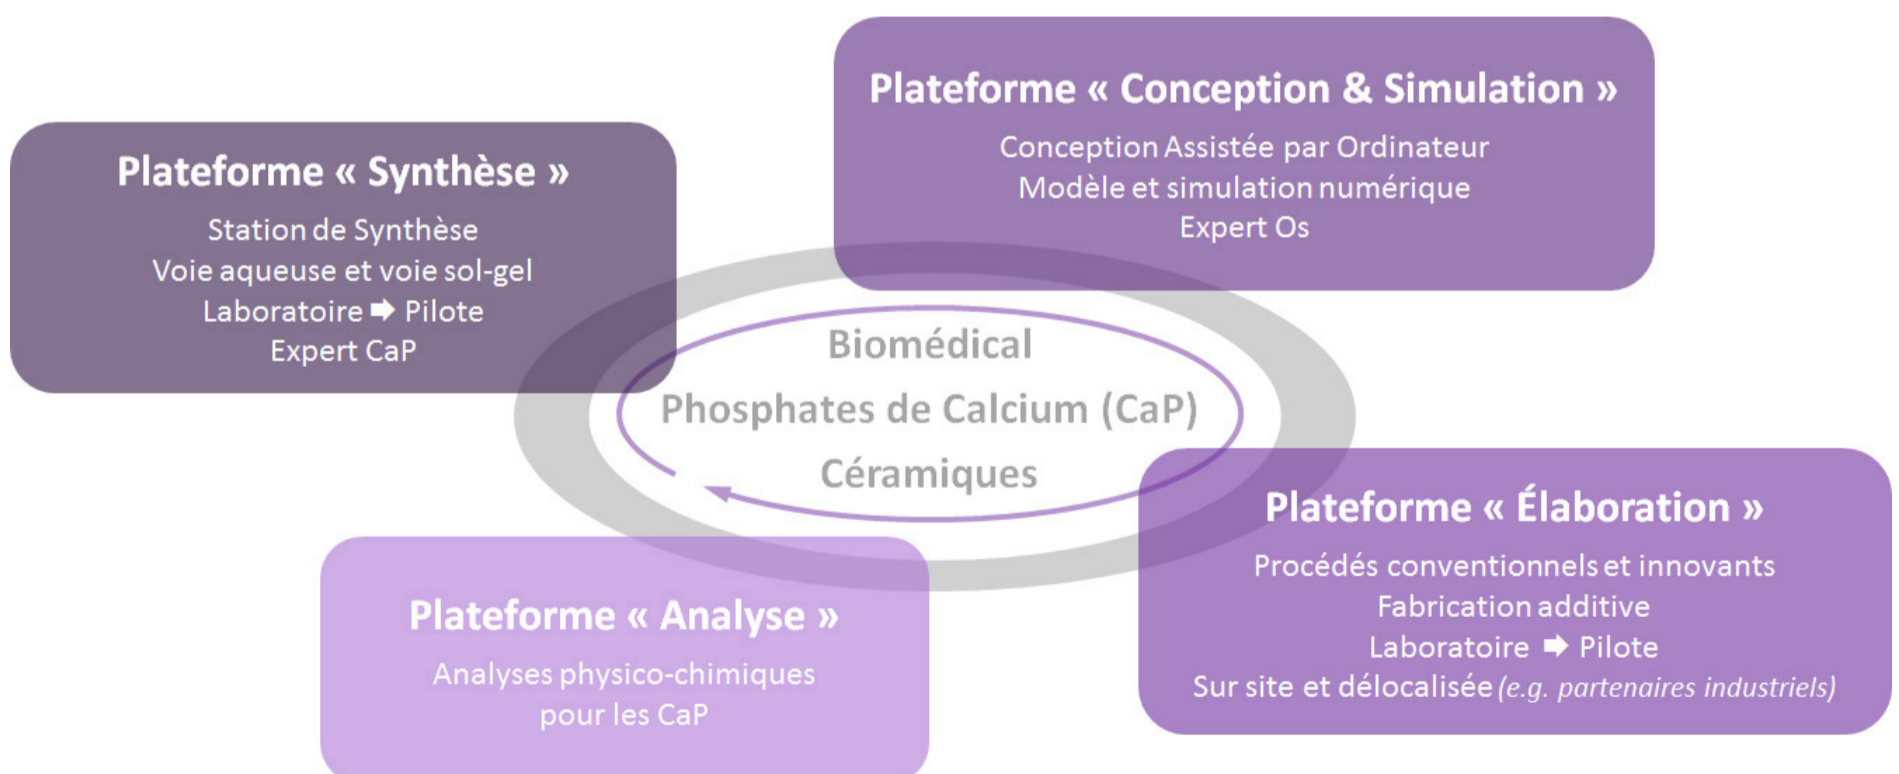 Plateforme « Synthèse »
Station de Synthèse
Voie aqueuse et voie sol-gel
Laboratoire ➡ Pilote
Expert CaP
Plateforme « Conception & Simulation »
Conception Assistée par Ordinateur
Modèle et simulation numérique
Expert Os
Biomédical
Phosphates de Calcium (CaP)
Céramiques
Plateforme « Élaboration »
Procédés conventionnels et innovants
Fabrication additive
Laboratoire ➡ Pilote
Sur site et délocalisée (e.g. partenaires industriels)
Plateforme « Analyse »
Analyses physico-chimiques
pour les CaP